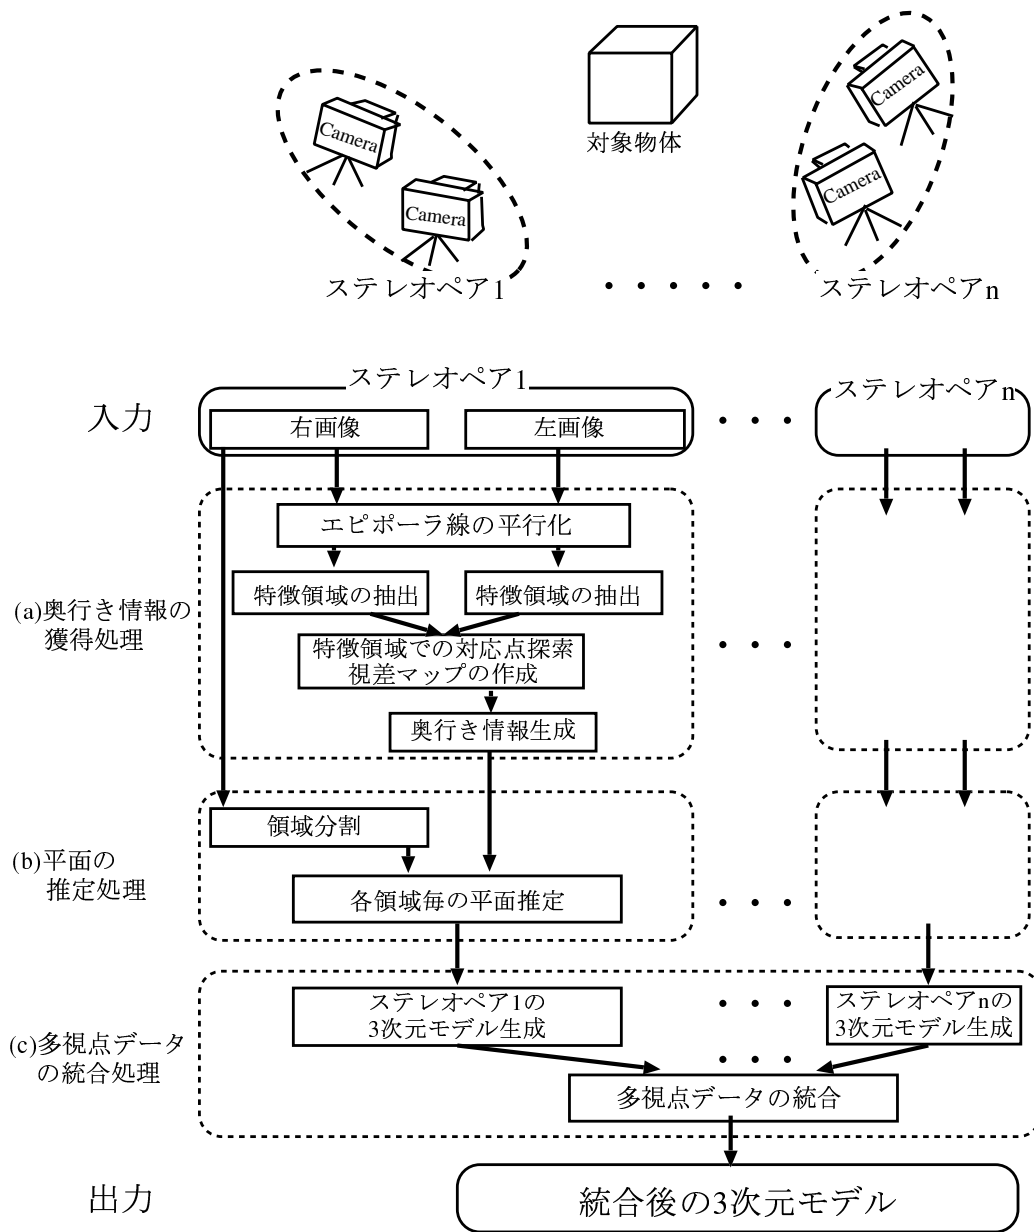 Camera
Camera
対象物体
Camera
Camera
ステレオペア1
・・・・・
ステレオペアn
ステレオペア1
ステレオペアn
入力
右画像
左画像
・・・
エピポーラ線の平行化
特徴領域の抽出
特徴領域の抽出
(a)奥行き情報の
獲得処理
特徴領域での対応点探索
視差マップの作成
・・・
奥行き情報生成
領域分割
(b)平面の
推定処理
各領域毎の平面推定
・・・
ステレオペア1の
3次元モデル生成
・・・
ステレオペアnの
3次元モデル生成
(c)多視点データ
の統合処理
・・・
多視点データの統合
出力
統合後の3次元モデル